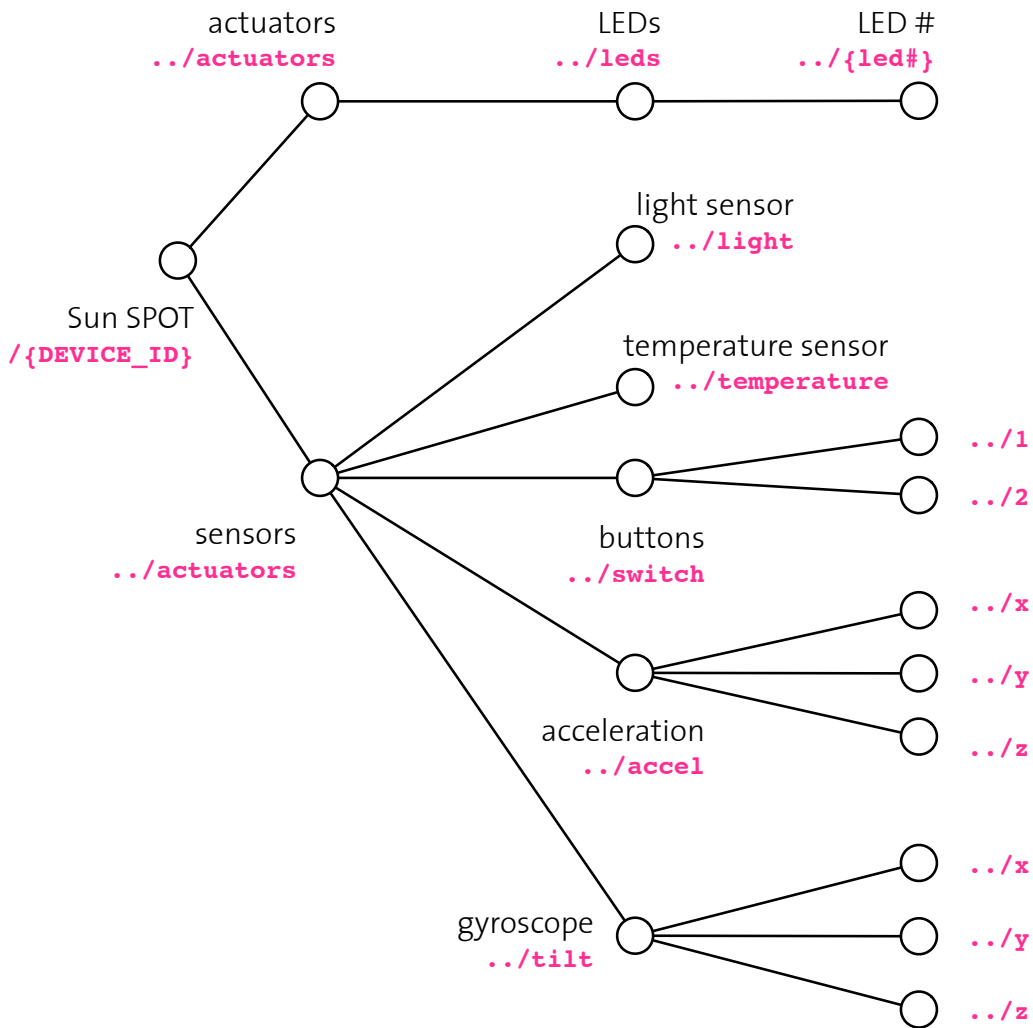 actuators
../actuators
LEDs
../leds
LED #
../{led#}
light sensor
../light
Sun SPOT
/{DEVICE_ID}
temperature sensor
../temperature
../1
../2
sensors
../actuators
buttons
../switch
../x
../y
../z
acceleration
../accel
../x
gyroscope
../tilt
../y
../z